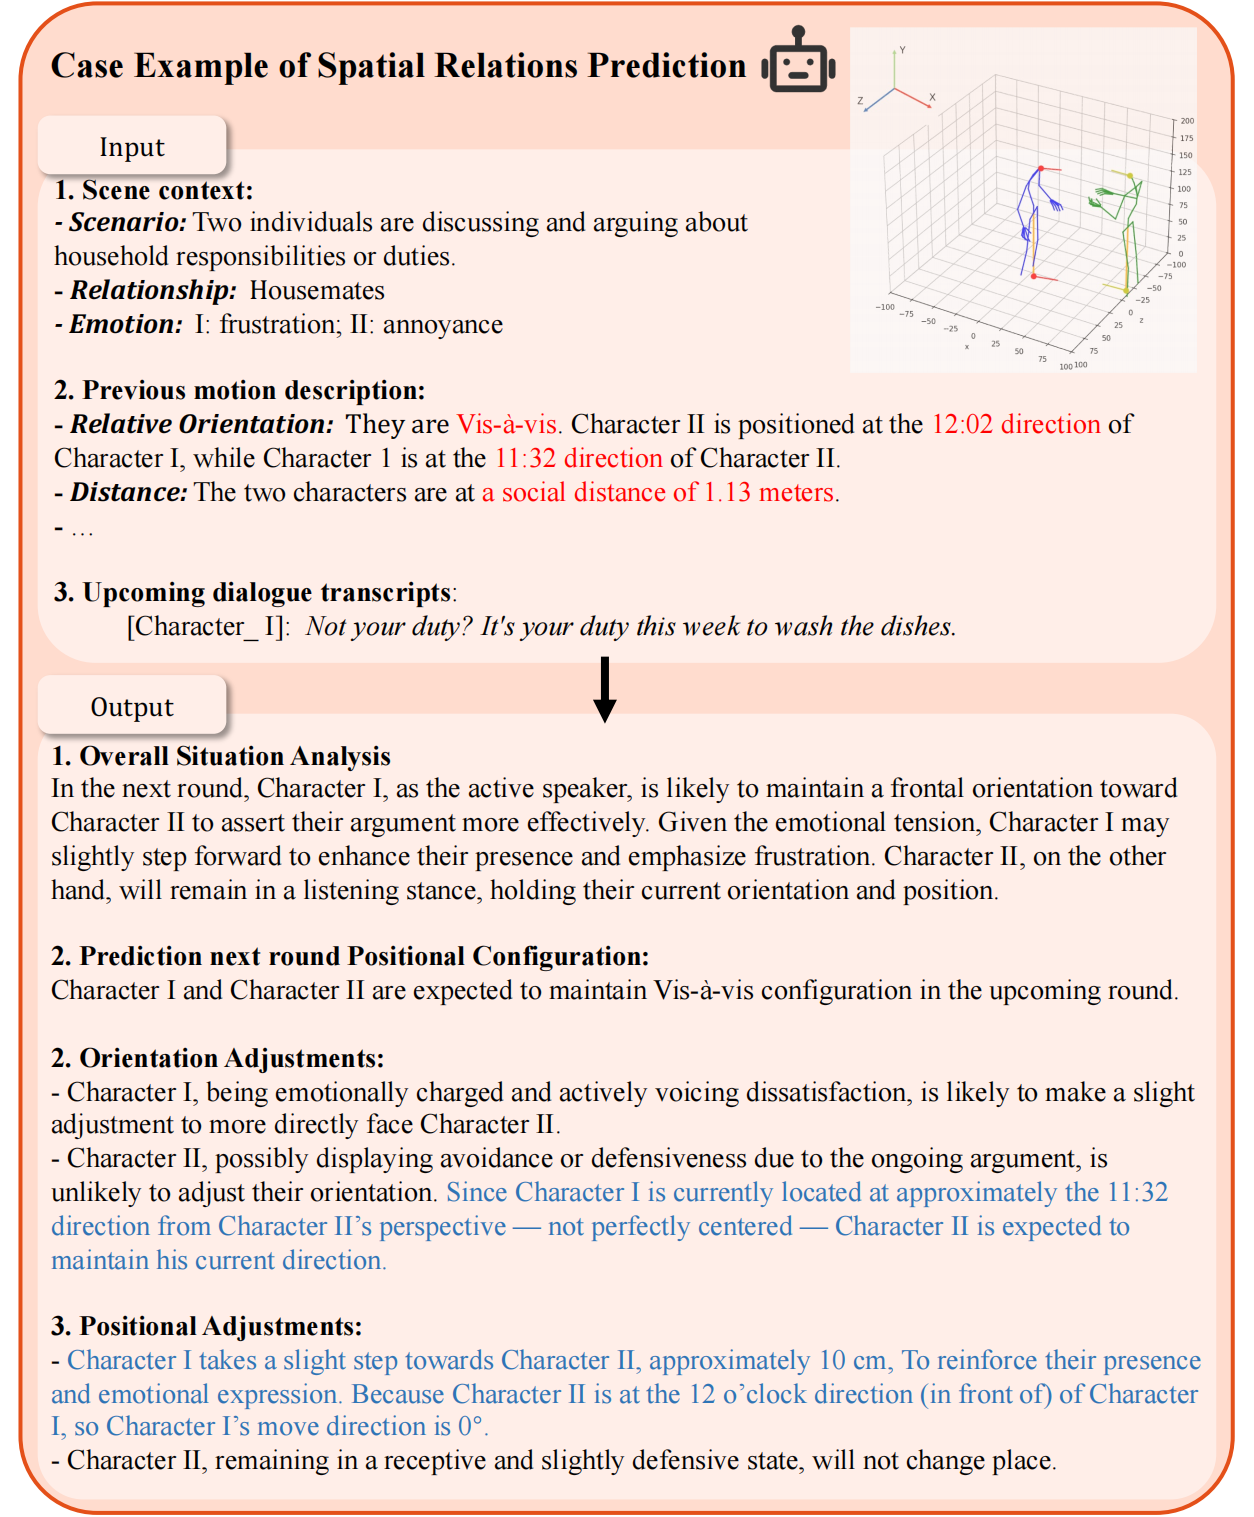 Case Example of Spatial Relations Prediction
Y
Z
X
200
175
150
125
100
75
50
25
0
−100
−75
−50
−25
0
25
50
75
100
z
−100
−75
−50
−25
0
25
50
75
100
x
Input
1. Scene context:
- Scenario: Two individuals are discussing and arguing about
household responsibilities or duties.
- Relationship: Housemates
- Emotion: I: frustration; II: annoyance
2. Previous motion description:
- Relative Orientation: They are Vis-à-vis. Character II is positioned at the 12:02 direction of
Character I, while Character 1 is at the 11:32 direction of Character II.
- Distance: The two characters are at a social distance of 1.13 meters.
- …
3. Upcoming dialogue transcripts:
[Character_ I]: Not your duty? It's your duty this week to wash the dishes.
Output
1. Overall Situation Analysis
In the next round, Character I, as the active speaker, is likely to maintain a frontal orientation toward
Character II to assert their argument more effectively. Given the emotional tension, Character I may
slightly step forward to enhance their presence and emphasize frustration. Character II, on the other
hand, will remain in a listening stance, holding their current orientation and position.
2. Prediction next round Positional Configuration:
Character I and Character II are expected to maintain Vis-à-vis configuration in the upcoming round.
2. Orientation Adjustments:
- Character I, being emotionally charged and actively voicing dissatisfaction, is likely to make a slight
adjustment to more directly face Character II.
- Character II, possibly displaying avoidance or defensiveness due to the ongoing argument, is
unlikely to adjust their orientation. Since Character I is currently located at approximately the 11:32
direction from Character II’s perspective — not perfectly centered — Character II is expected to
maintain his current direction.
3. Positional Adjustments:
- Character I takes a slight step towards Character II, approximately 10 cm, To reinforce their presence
and emotional expression. Because Character II is at the 12 o’clock direction (in front of) of Character
I, so Character I’s move direction is 0°.
- Character II, remaining in a receptive and slightly defensive state, will not change place.